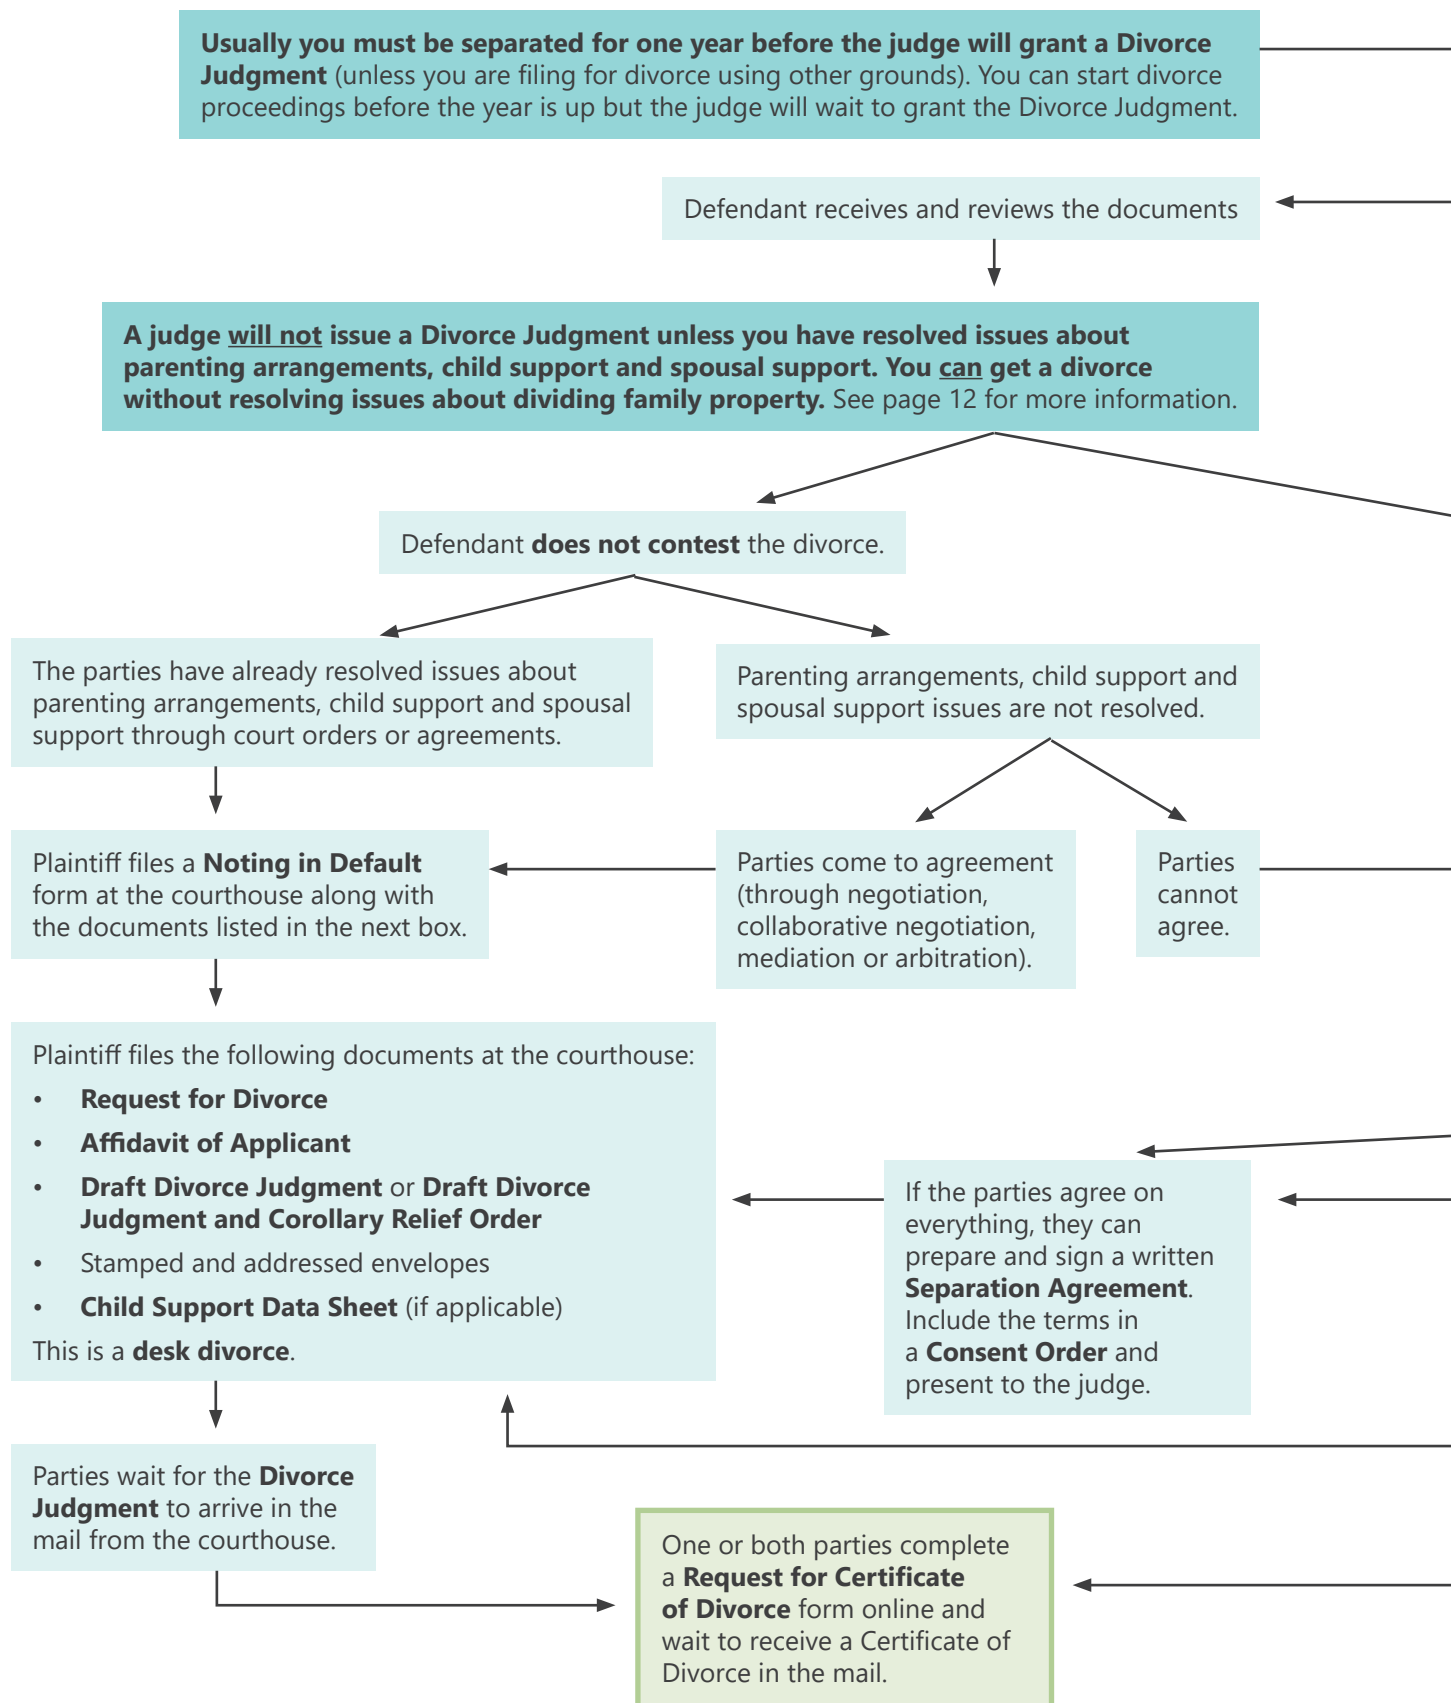 Usually you must be separated for one year before the judge will grant a Divorce
Judgment (unless you are filing for divorce using other grounds). You can start divorce
proceedings before the year is up but the judge will wait to grant the Divorce Judgment.
Defendant receives and reviews the documents
A judge will not issue a Divorce Judgment unless you have resolved issues about
parenting arrangements, child support and spousal support. You can get a divorce
without resolving issues about dividing family property. See page 12 for more information.
Defendant does not contest the divorce.
The parties have already resolved issues about
parenting arrangements, child support and spousal
support through court orders or agreements.
Parenting arrangements, child support and
spousal support issues are not resolved.
Plaintiff files a Noting in Default
form at the courthouse along with
the documents listed in the next box.
Parties come to agreement
(through negotiation,
collaborative negotiation,
mediation or arbitration).
Parties
cannot
agree.
Plaintiff files the following documents at the courthouse:
• Request for Divorce
• Affidavit of Applicant
• Draft Divorce Judgment or Draft Divorce
Judgment and Corollary Relief Order
• Stamped and addressed envelopes
• Child Support Data Sheet (if applicable)
This is a desk divorce.
If the parties agree on
everything, they can
prepare and sign a written
Separation Agreement.
Include the terms in
a Consent Order and
present to the judge.
Parties wait for the Divorce
Judgment to arrive in the
mail from the courthouse.
One or both parties complete
a Request for Certificate
of Divorce form online and
wait to receive a Certificate of
Divorce in the mail.